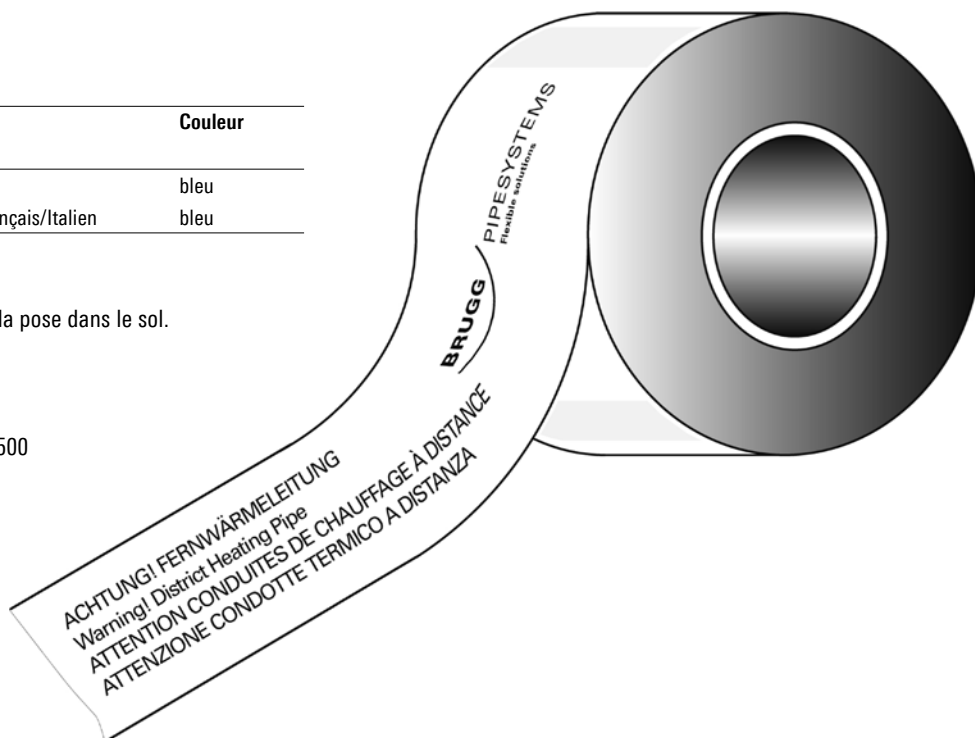 Couleur
bleu
nçais/Italien bleu
la pose dans le sol.
500
PIPESYSTEMS
Flexible solutions
BRUGG
ACHTUNG! FERNWÄRMELEITUNG
Warning! District Heating Pipe
ATTENTION CONDUITES DE CHAUFFAGE À DISTANCE
ATTENZIONE CONDOTTE TERMICO A DISTANZA